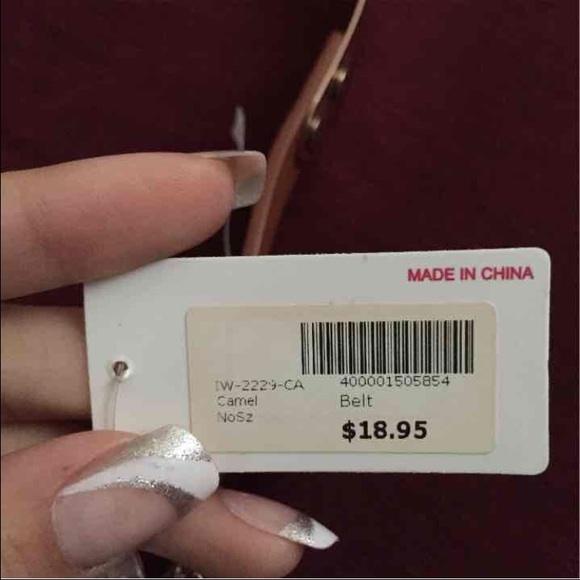 MADE IN CHINA
IW-2229-CA 400001505854
Camel Belt
NoSz
$18.95